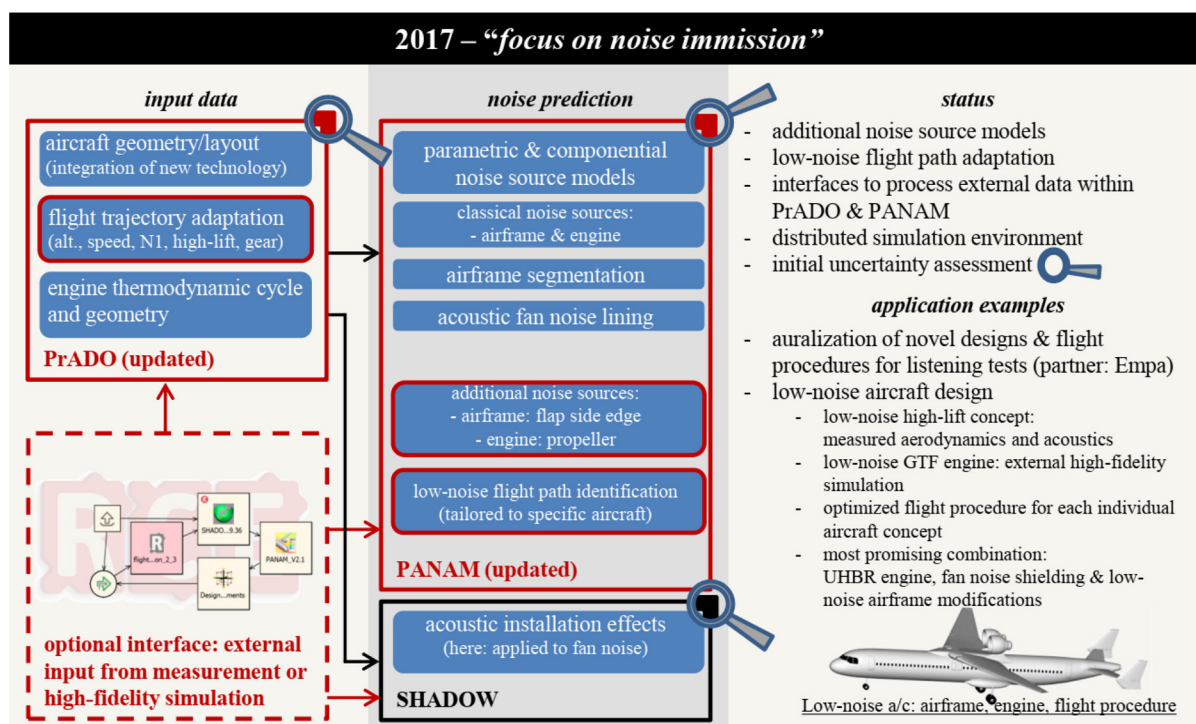 2017 – “focus on noise immission”
input data
aircraft geometry/layout
(integration of new technology)
flight trajectory adaptation
(alt., speed, N1, high-lift, gear)
engine thermodynamic cycle
and geometry
PrADO (updated)
RCE
SHADO...9.36
flight...on_2_3
PANAM_V2.1
Design...ments
optional interface: external
input from measurement or
high-fidelity simulation
noise prediction
parametric & componential
noise source models
classical noise sources:
- airframe & engine
airframe segmentation
acoustic fan noise lining
additional noise sources:
- airframe: flap side edge
- engine: propeller
low-noise flight path identification
(tailored to specific aircraft)
PANAM (updated)
acoustic installation effects
(here: applied to fan noise)
SHADOW
status
- additional noise source models
- low-noise flight path adaptation
- interfaces to process external data within
PrADO & PANAM
- distributed simulation environment
- initial uncertainty assessment
application examples
- auralization of novel designs & flight
procedures for listening tests (partner: Empa)
- low-noise aircraft design
- low-noise high-lift concept:
measured aerodynamics and acoustics
- low-noise GTF engine: external high-fidelity
simulation
- optimized flight procedure for each individual
aircraft concept
- most promising combination:
UHBR engine, fan noise shielding & low-
noise airframe modifications
Low-noise a/c: airframe, engine, flight procedure